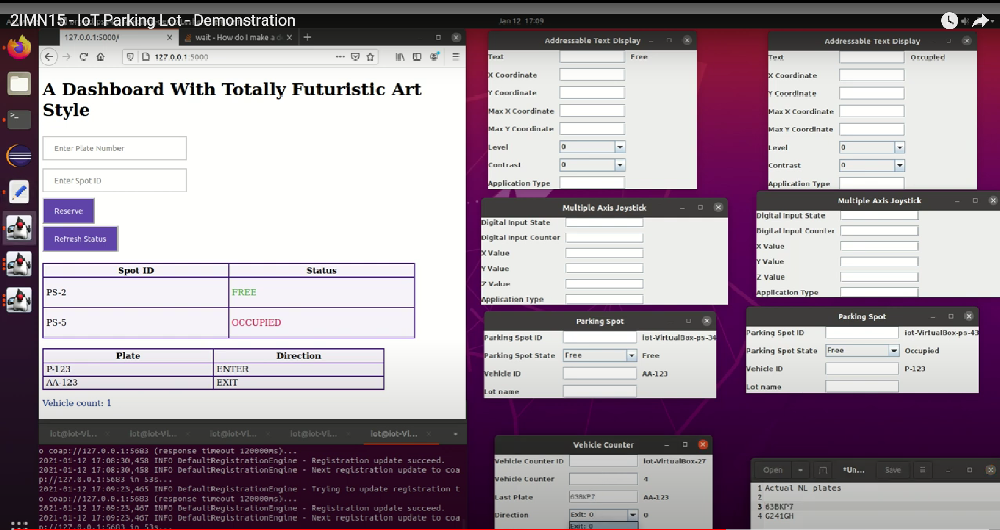 2IMN15 - IoT Parking Lot - Demonstration
Jan 12 17:09
127.0.0.1:5000/
wait - How do I make a d
127.0.0.1:5000
A Dashboard With Totally Futuristic Art
Style
Enter Plate Number
Enter Spot ID
Reserve
Refresh Status
Spot ID Status
PS-2 FREE
PS-5 OCCUPIED
Plate Direction
P-123 ENTER
AA-123 EXIT
Vehicle count: 1
iot@iot-Vi... iot@iot-Vi... iot@iot-Vi... iot@iot-Vi... iot@iot-Vi...
o coap://127.0.0.1:5683 (response timeout 120000ms)...
2021-01-12 17:08:30,458 INFO DefaultRegistrationEngine - Registration update succeed.
2021-01-12 17:08:30,458 INFO DefaultRegistrationEngine - Next registration update to coa
p://127.0.0.1:5683 in 53s...
2021-01-12 17:09:23,465 INFO DefaultRegistrationEngine - Trying to update registration t
o coap://127.0.0.1:5683 (response timeout 120000ms)...
2021-01-12 17:09:23,467 INFO DefaultRegistrationEngine - Registration update succeed.
2021-01-12 17:09:23,467 INFO DefaultRegistrationEngine - Next registration update to coa
p://127.0.0.1:5683 in 53s...
Addressable Text Display
Text Free
X Coordinate
Y Coordinate
Max X Coordinate
Max Y Coordinate
Level 0
Contrast 0
Application Type
Addressable Text Display
Text Occupied
X Coordinate
Y Coordinate
Max X Coordinate
Max Y Coordinate
Level 0
Contrast 0
Application Type
Multiple Axis Joystick
Digital Input State
Digital Input Counter
X Value
Y Value
Z Value
Application Type
Multiple Axis Joystick
Digital Input State
Digital Input Counter
X Value
Y Value
Z Value
Application Type
Parking Spot
Parking Spot ID iot-VirtualBox-ps-34
Parking Spot State Free Free
Vehicle ID AA-123
Lot name
Parking Spot
Parking Spot ID iot-VirtualBox-ps-43
Parking Spot State Free Occupied
Vehicle ID P-123
Lot name
Vehicle Counter
Vehicle Counter ID iot-VirtualBox-27
Vehicle Counter 4
Last Plate 63BKP7 AA-123
Direction Exit: 0 0
Exit: 0
Open *Un... Save
1 Actual NL plates
2
3 63BKP7
4 G241GH